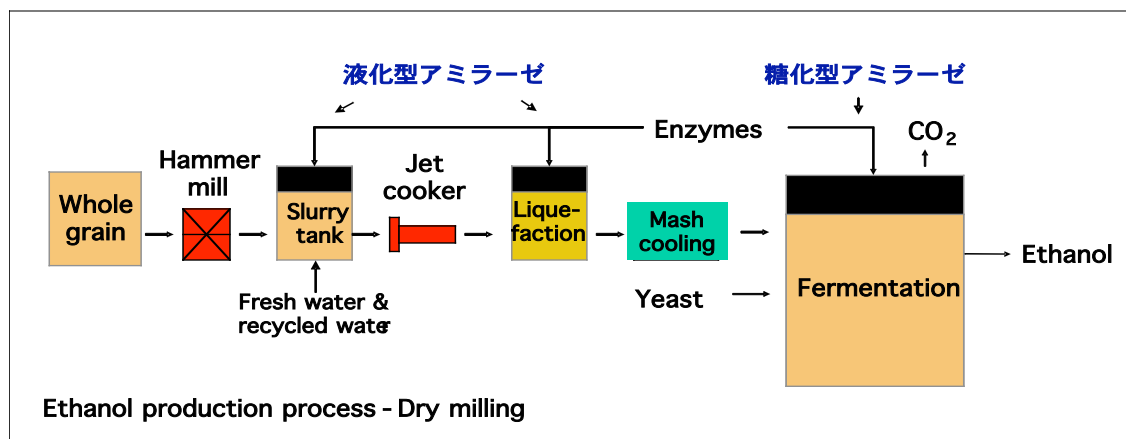 液化型アミラーゼ
糖化型アミラーゼ
Enzymes
CO2
Hammer
mill
Jet
cooker
Whole
grain
Slurry
tank
Lique-
faction
Mash
cooling
Fermentation
Ethanol
Yeast
Fresh water &
recycled water
Ethanol production process - Dry milling